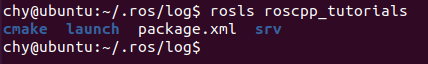 chy@ubuntu:~/.ros/log$ rosls roscpp_tutorials
cmake launch package.xml srv
chy@ubuntu:~/.ros/log$